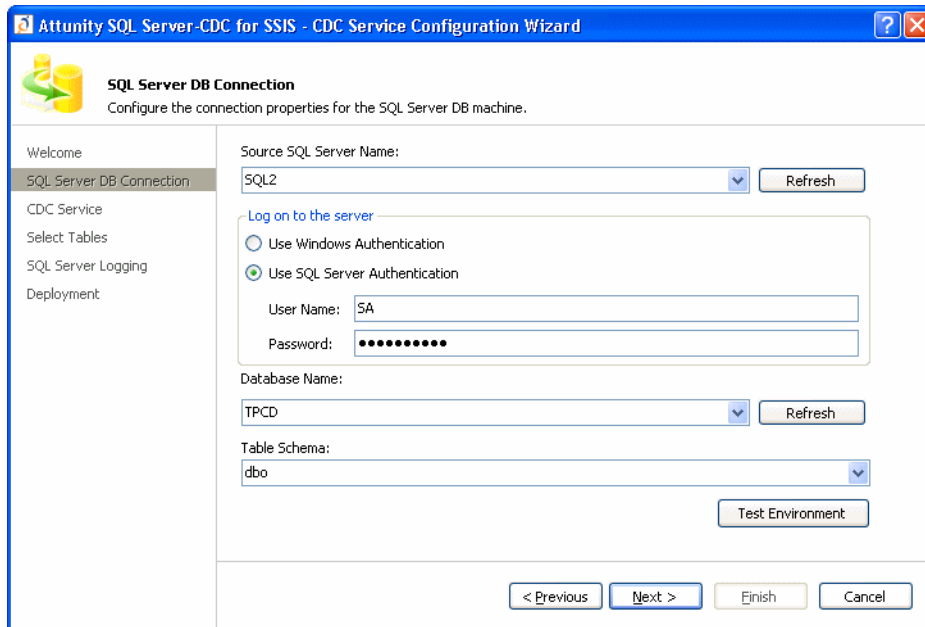 Attunity SQL Server-CDC for SSIS - CDC Service Configuration Wizard
SQL Server DB Connection
Configure the connection properties for the SQL Server DB machine.
Welcome
SQL Server DB Connection
CDC Service
Select Tables
SQL Server Logging
Deployment
Source SQL Server Name:
SQL2
Refresh
Log on to the server
Use Windows Authentication
Use SQL Server Authentication
User Name:
SA
Password:
●●●●●●●●●●
Database Name:
TPCD
Refresh
Table Schema:
dbo
Test Environment
< Previous
Next >
Finish
Cancel